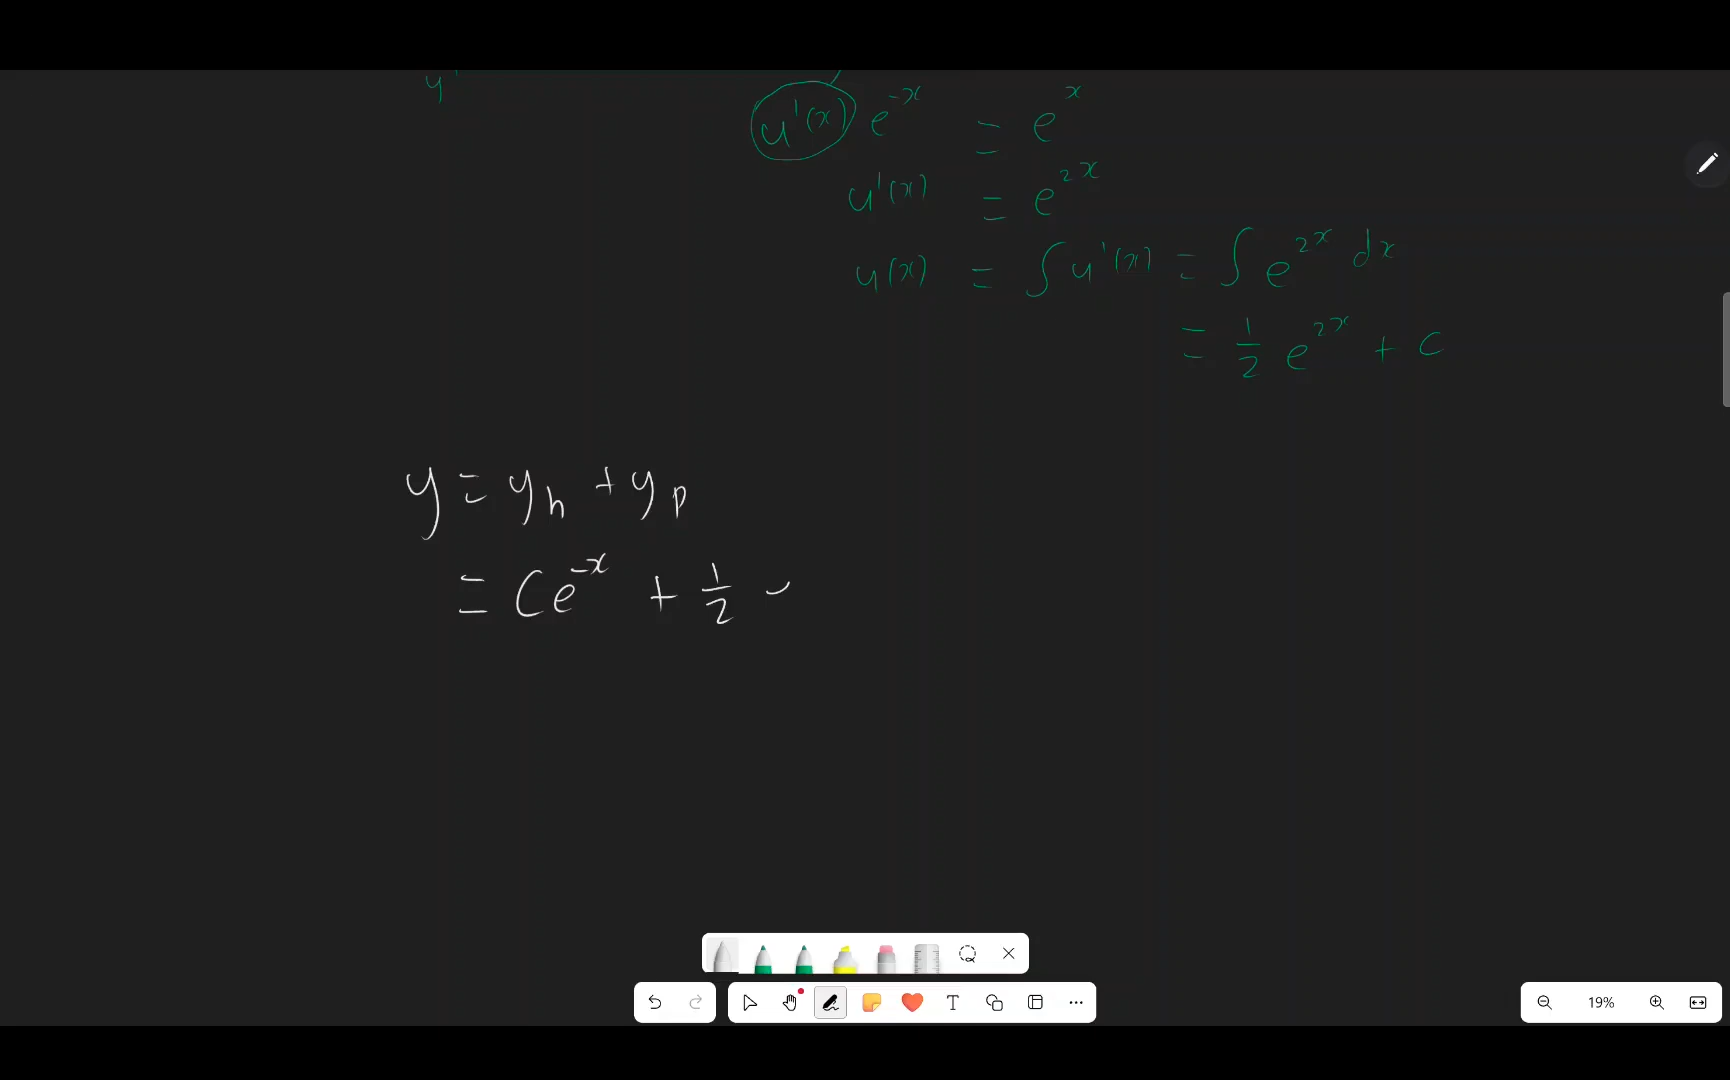 y'
u'(x) e^{-x} = e^x
u'(x) = e^{2x}
u(x) = ∫ u'(x) = ∫ e^{2x} dx
= 1/2 e^{2x} + c
y = y_h + y_p
= Ce^{-x} + 1/2
T
19%